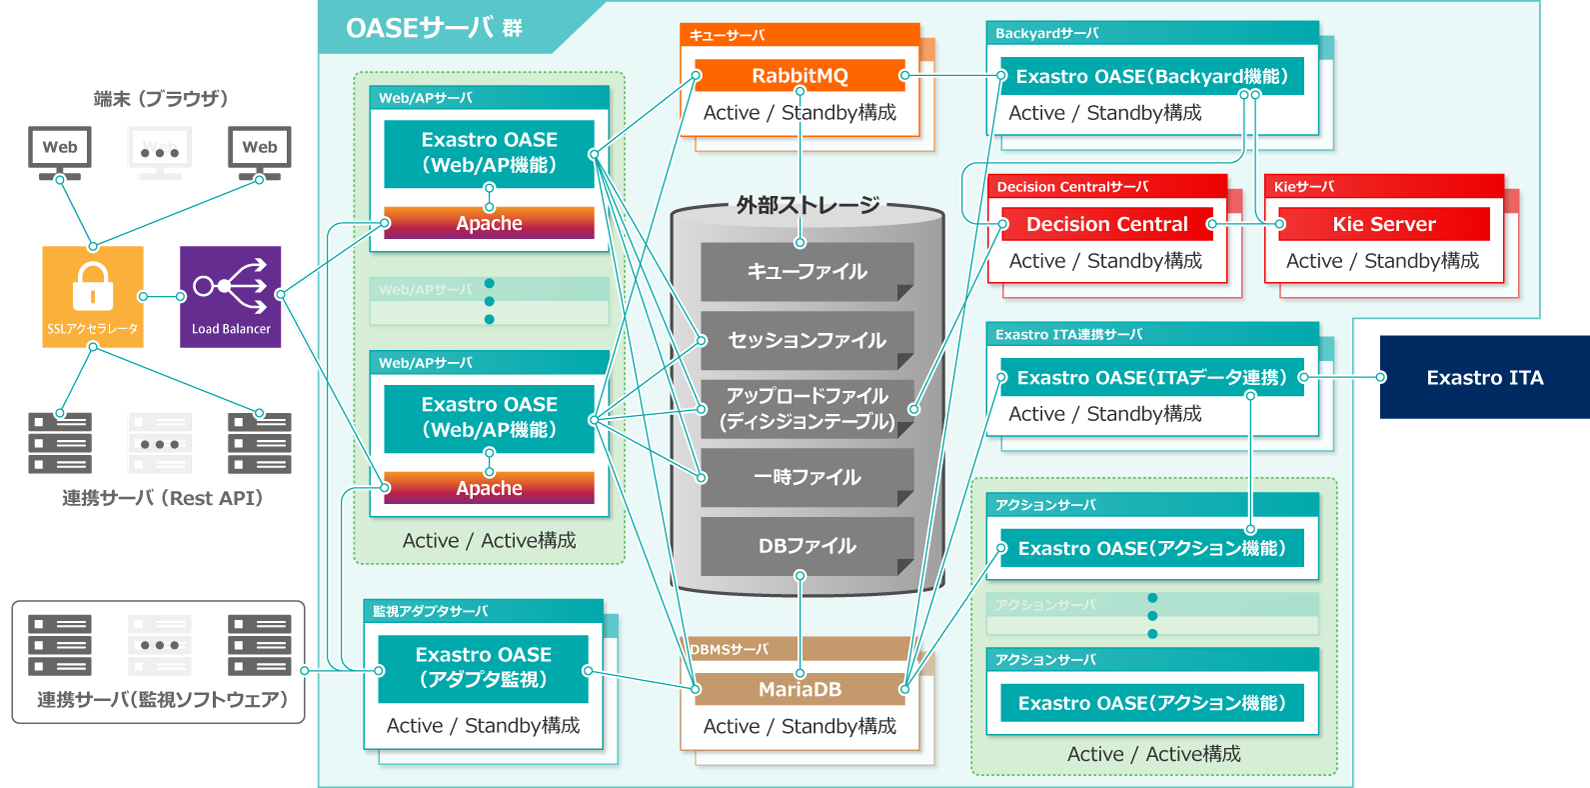 OASEサーバ 群
端末（ブラウザ）
Web
Web
Web
SSLアクセラレータ
Load Balancer
連携サーバ（Rest API）
連携サーバ（監視ソフトウェア）
Web/APサーバ
Exastro OASE
（Web/AP機能）
Apache
Web/APサーバ
Web/APサーバ
Exastro OASE
（Web/AP機能）
Apache
Active / Active構成
監視アダプタサーバ
Exastro OASE
（アダプタ監視）
Active / Standby構成
キューサーバ
RabbitMQ
Active / Standby構成
外部ストレージ
キューファイル
セッションファイル
アップロードファイル
(ディシジョンテーブル)
一時ファイル
DBファイル
DBMSサーバ
MariaDB
Active / Standby構成
Backyardサーバ
Exastro OASE（Backyard機能）
Active / Standby構成
Decision Centralサーバ
Decision Central
Active / Standby構成
Kieサーバ
Kie Server
Active / Standby構成
Exastro ITA連携サーバ
Exastro OASE（ITAデータ連携）
Active / Standby構成
Exastro ITA
アクションサーバ
Exastro OASE（アクション機能）
アクションサーバ
アクションサーバ
Exastro OASE（アクション機能）
Active / Active構成